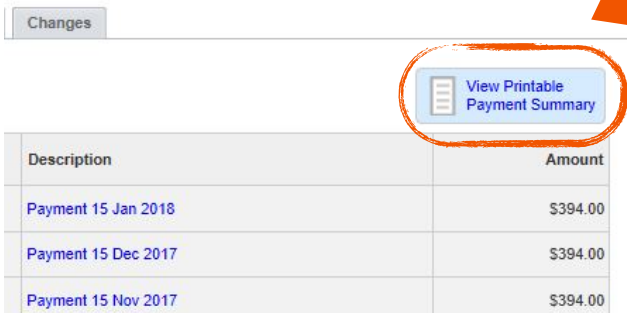 Changes
View Printable
Payment Summary
Description Amount
Payment 15 Jan 2018 $394.00
Payment 15 Dec 2017 $394.00
Payment 15 Nov 2017 $394.00